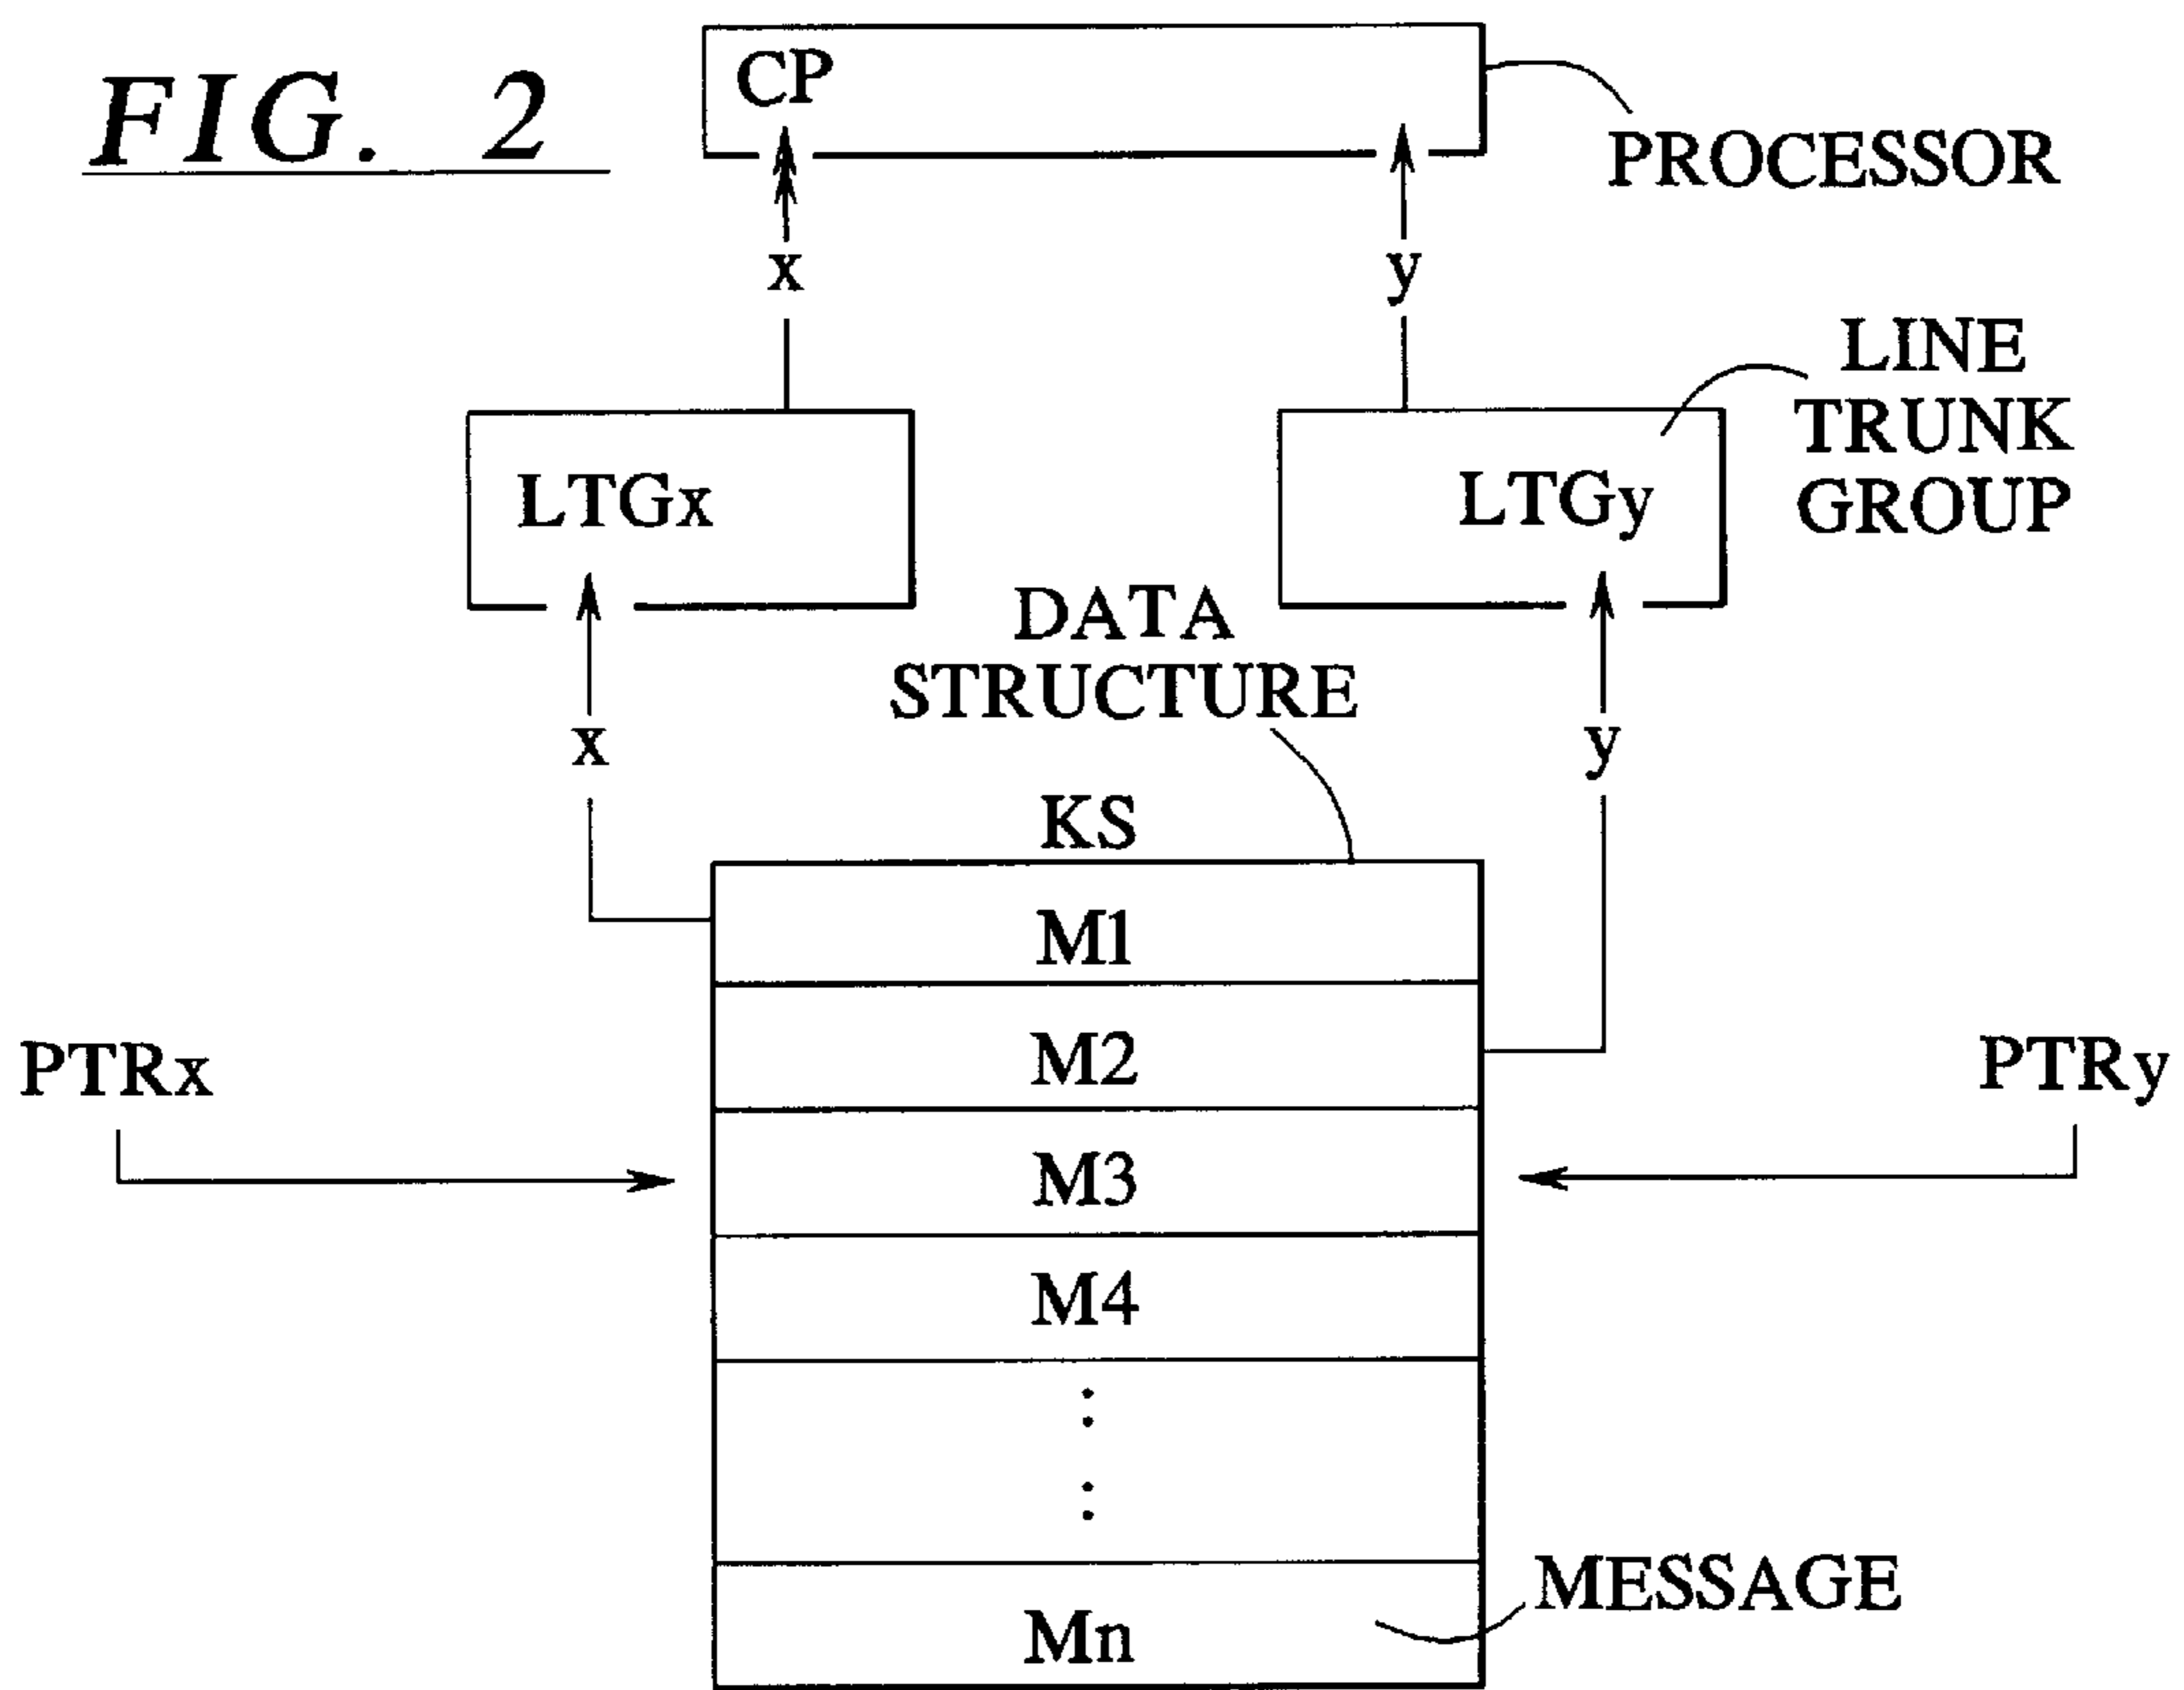 FIG. 2
CP
PROCESSOR
x
y
LINE
TRUNK
GROUP
LTGx
LTGy
DATA
STRUCTURE
x
y
KS
M1
M2
PTRx
PTRy
M3
M4
Mn
MESSAGE